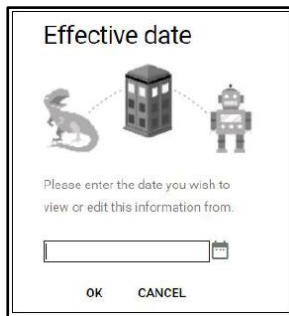 Effective date
Please enter the date you wish to
view or edit this information from.
OK CANCEL